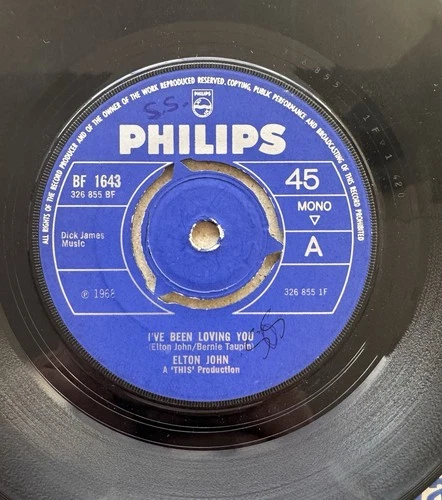 ALL RIGHTS OF THE RECORD PRODUCER AND OF THE OWNER OF THE WORK REPRODUCED RESERVED. COPYING, PUBLIC PERFORMANCE AND BROADCASTING OF THIS RECORD PROHIBITED
S.S.
PHILIPS
PHILIPS
BF 1643
326 855 BF
45
MONO
Dick James
Music
A
℗ 1968
326 855 1F
I'VE BEEN LOVING YOU
(Elton John/Bernie Taupin)
ELTON JOHN
A 'THIS' Production